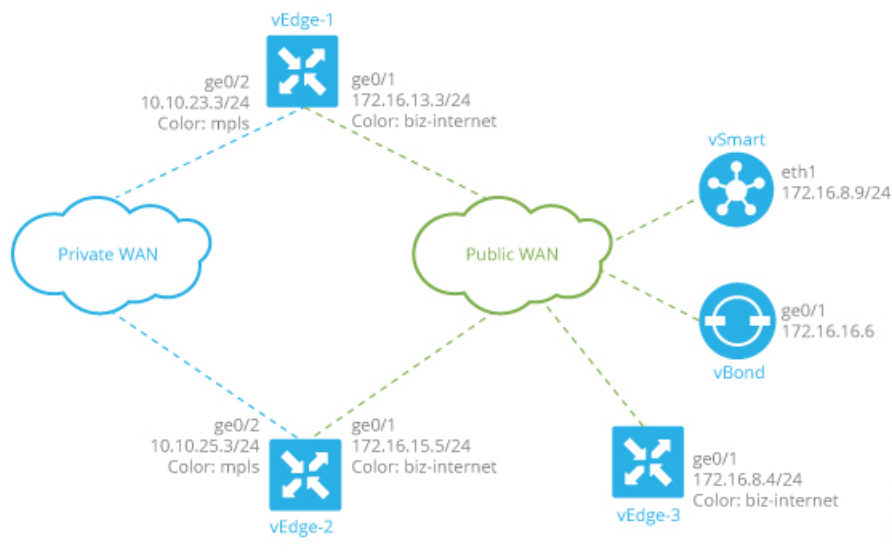 vEdge-1
ge0/2
10.10.23.3/24
Color: mpls
ge0/1
172.16.13.3/24
Color: biz-internet
vSmart
eth1
172.16.8.9/24
Private WAN
Public WAN
ge0/1
172.16.16.6
vBond
ge0/2
10.10.25.3/24
Color: mpls
ge0/1
172.16.15.5/24
Color: biz-internet
vEdge-2
ge0/1
172.16.8.4/24
Color: biz-internet
vEdge-3